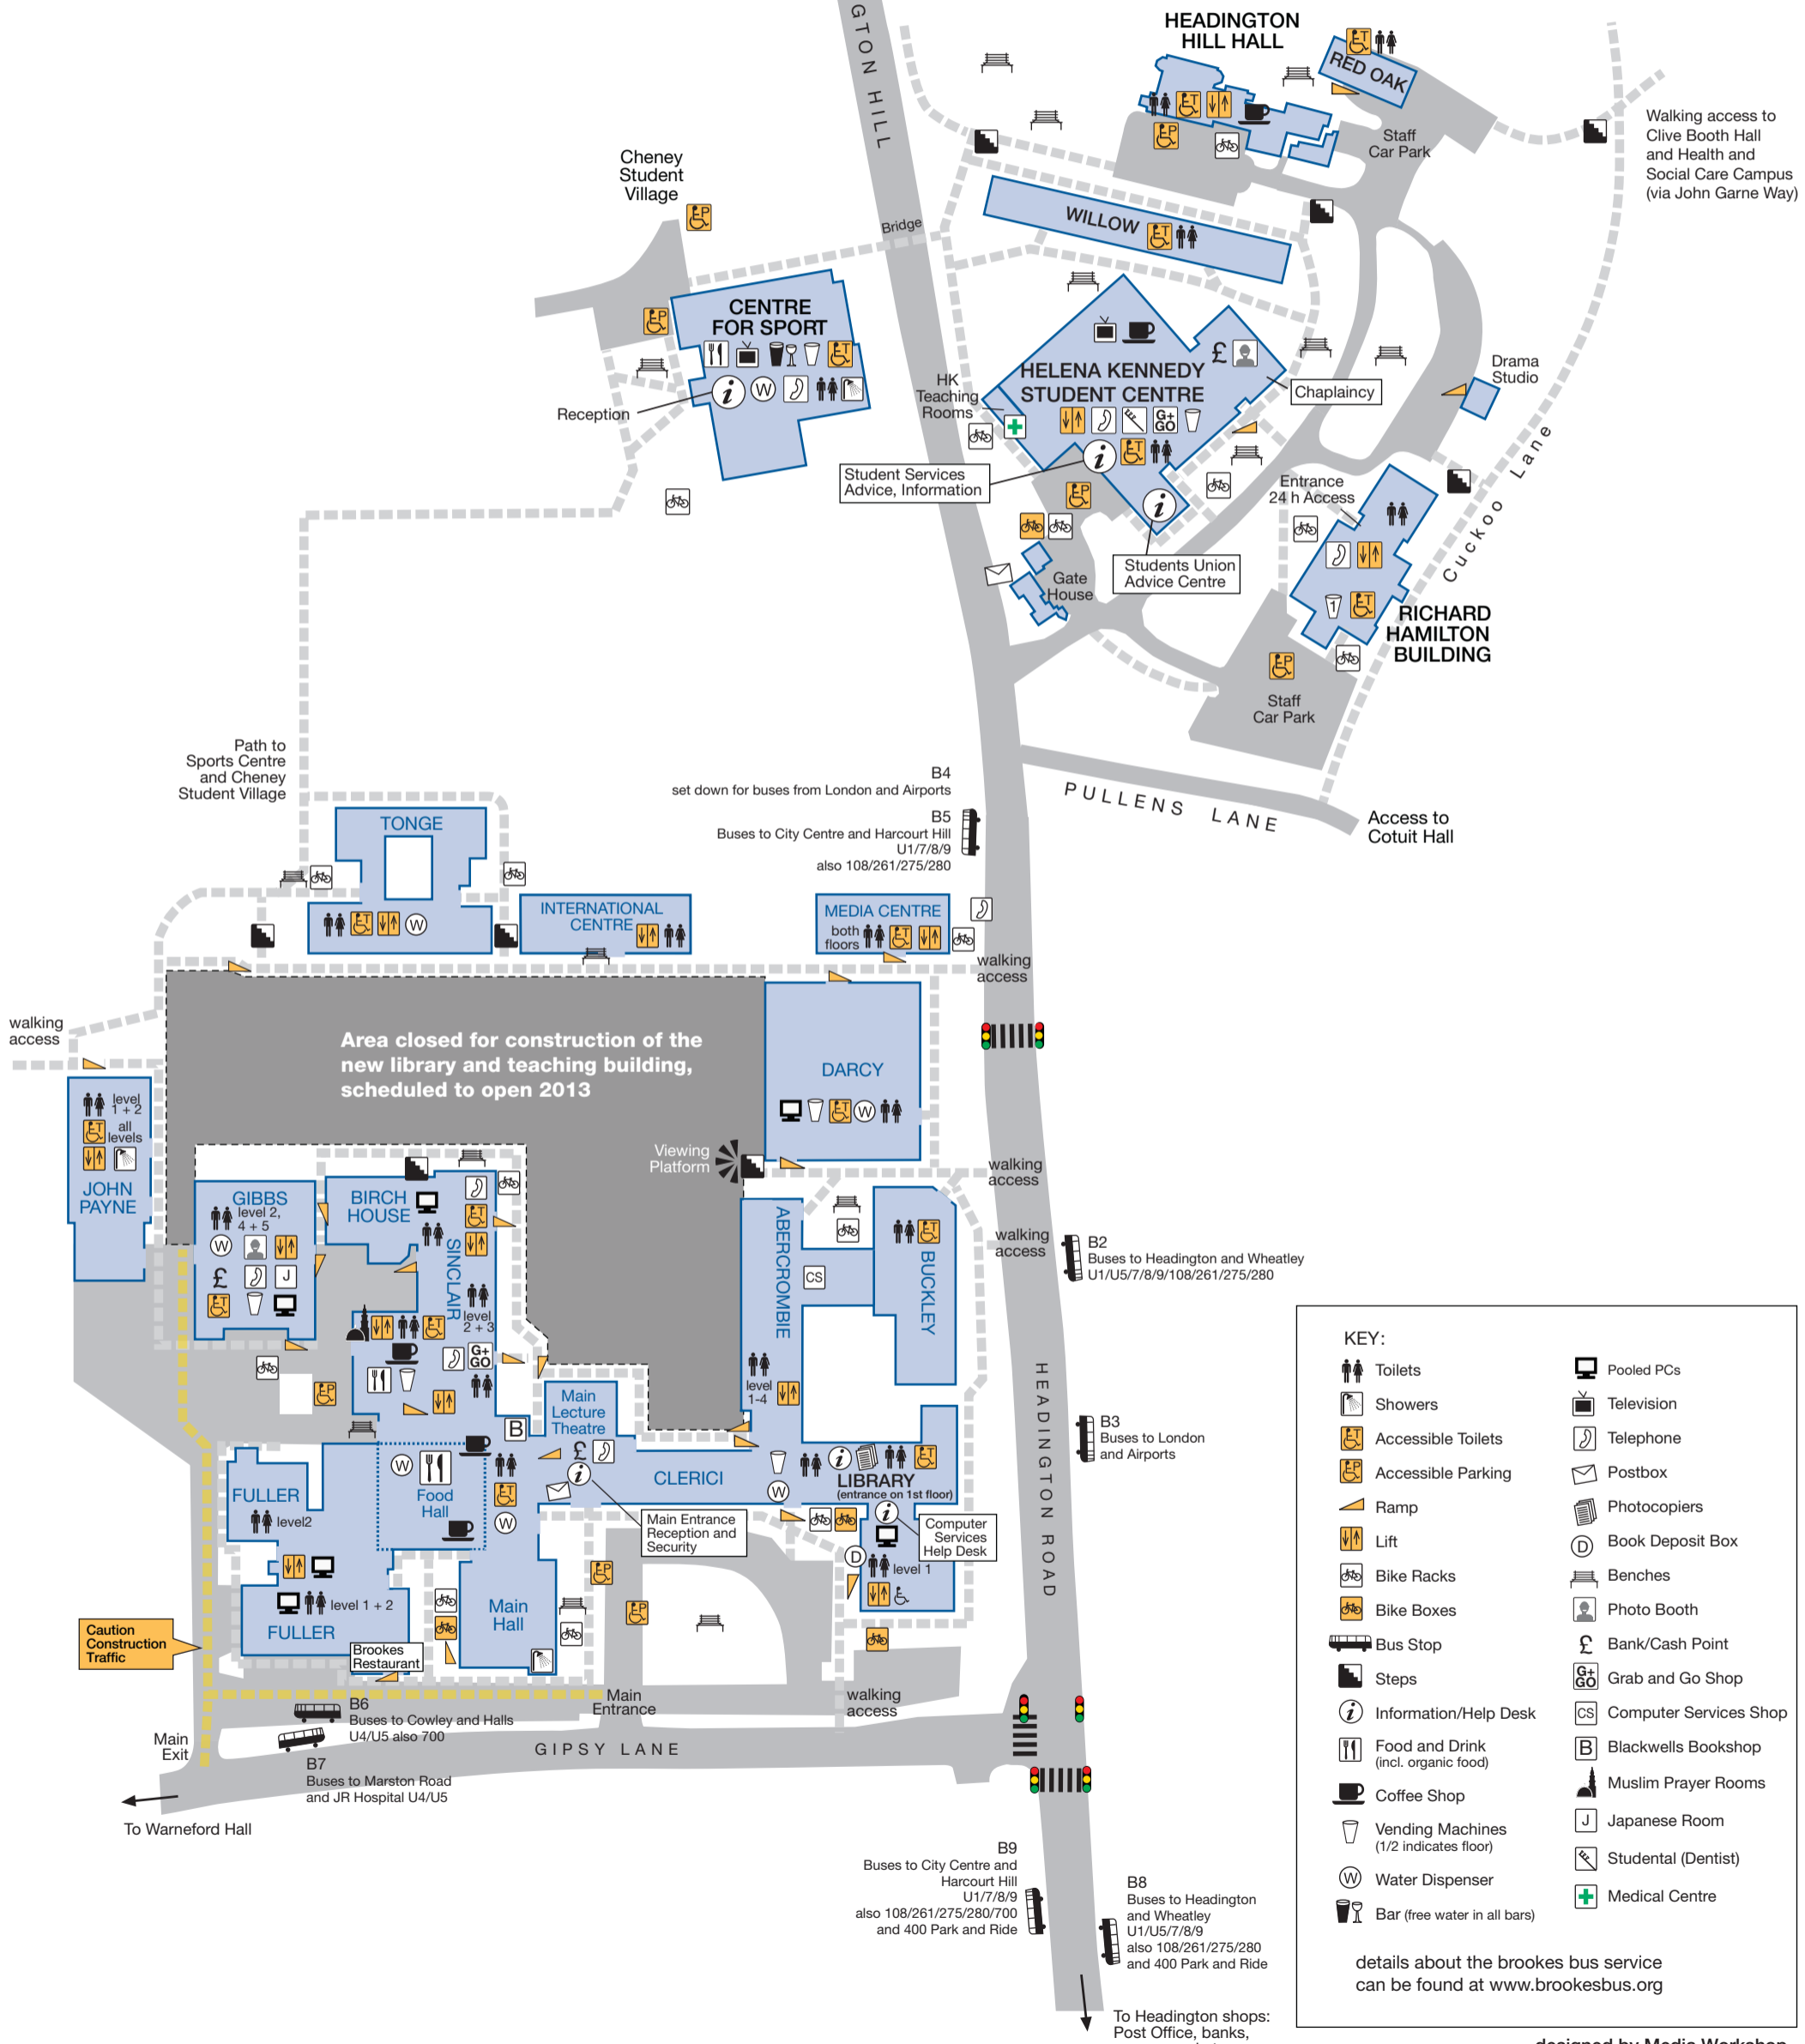 GTON HILL
HEADINGTON
HILL HALL
RED OAK
Staff
Car Park
Walking access to
Clive Booth Hall
and Health and
Social Care Campus
(via John Garne Way)
Cheney
Student
Village
Bridge
WILLOW
CENTRE
FOR SPORT
W
Reception
HK
Teaching
Rooms
HELENA KENNEDY
STUDENT CENTRE
£
G+
GO
Chaplaincy
Drama
Studio
Student Services
Advice, Information
Entrance
24 h Access
Cuckoo Lane
Students Union
Advice Centre
Gate
House
1
RICHARD
HAMILTON
BUILDING
Staff
Car Park
Path to
Sports Centre
and Cheney
Student Village
B4
set down for buses from London and Airports
B5
Buses to City Centre and Harcourt Hill
U1/7/8/9
also 108/261/275/280
PULLENS LANE
Access to
Cotuit Hall
TONGE
W
INTERNATIONAL
CENTRE
MEDIA CENTRE
both
floors
walking
access
walking
access
Area closed for construction of the
new library and teaching building,
scheduled to open 2013
DARCY
W
Viewing
Platform
walking
access
level
1 + 2
all
levels
JOHN
PAYNE
GIBBS
level 2,
4 + 5
W
£
J
BIRCH
HOUSE
SINCLAIR
level
2 + 3
G+
GO
ABERCROMBIE
CS
BUCKLEY
level
1-4
walking
access
B2
Buses to Headington and Wheatley
U1/U5/7/8/9/108/261/275/280
B3
Buses to London
and Airports
HEADINGTON ROAD
B
Main
Lecture
Theatre
£
CLERICI
W
LIBRARY
(entrance on 1st floor)
W
Food
Hall
W
FULLER
level2
Main Entrance
Reception and
Security
Computer
Services
Help Desk
D
level 1
level 1 + 2
FULLER
Main
Hall
Brookes
Restaurant
Caution
Construction
Traffic
Main
Entrance
walking
access
B6
Buses to Cowley and Halls
U4/U5 also 700
Main
Exit
GIPSY LANE
B7
Buses to Marston Road
and JR Hospital U4/U5
To Warneford Hall
B9
Buses to City Centre and
Harcourt Hill
U1/7/8/9
also 108/261/275/280/700
and 400 Park and Ride
B8
Buses to Headington
and Wheatley
U1/U5/7/8/9
also 108/261/275/280
and 400 Park and Ride
To Headington shops:
Post Office, banks,
KEY:
Toilets
Showers
Accessible Toilets
Accessible Parking
Ramp
Lift
Bike Racks
Bike Boxes
Bus Stop
Steps
Information/Help Desk
Food and Drink
(incl. organic food)
Coffee Shop
Vending Machines
(1/2 indicates floor)
W Water Dispenser
Bar (free water in all bars)
Pooled PCs
Television
Telephone
Postbox
Photocopiers
D Book Deposit Box
Benches
Photo Booth
£ Bank/Cash Point
G+
GO Grab and Go Shop
CS Computer Services Shop
B Blackwells Bookshop
Muslim Prayer Rooms
J Japanese Room
Studental (Dentist)
Medical Centre
details about the brookes bus service
can be found at www.brookesbus.org
designed by Media Workshop